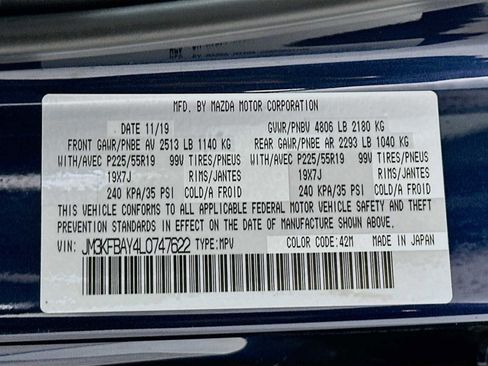 MFD. BY MAZDA MOTOR CORPORATION
DATE 11/19 GVWR/PNBV 4806 LB 2180 KG
FRONT GAWR/PNBE AV 2513 LB 1140 KG REAR GAWR/PNBE AR 2293 LB 1040 KG
WITH/AVEC P225/55R19 99V TIRES/PNEUS WITH/AVEC P225/55R19 99V TIRES/PNEUS
19X7J 19X7J
240 KPA/35 PSI COLD/A FROID 240 KPA/35 PSI COLD/A FROID
THIS VEHICLE CONFORMS TO ALL APPLICABLE FEDERAL MOTOR VEHICLE SAFETY AND THEFT
PREVENTION STANDARDS IN EFFECT ON THE DATE OF MANUFACTURE SHOWN ABOVE.
VIN: JM3KFBAY4L0747622 TYPE:MPV COLOR CODE:42M MADE IN JAPAN